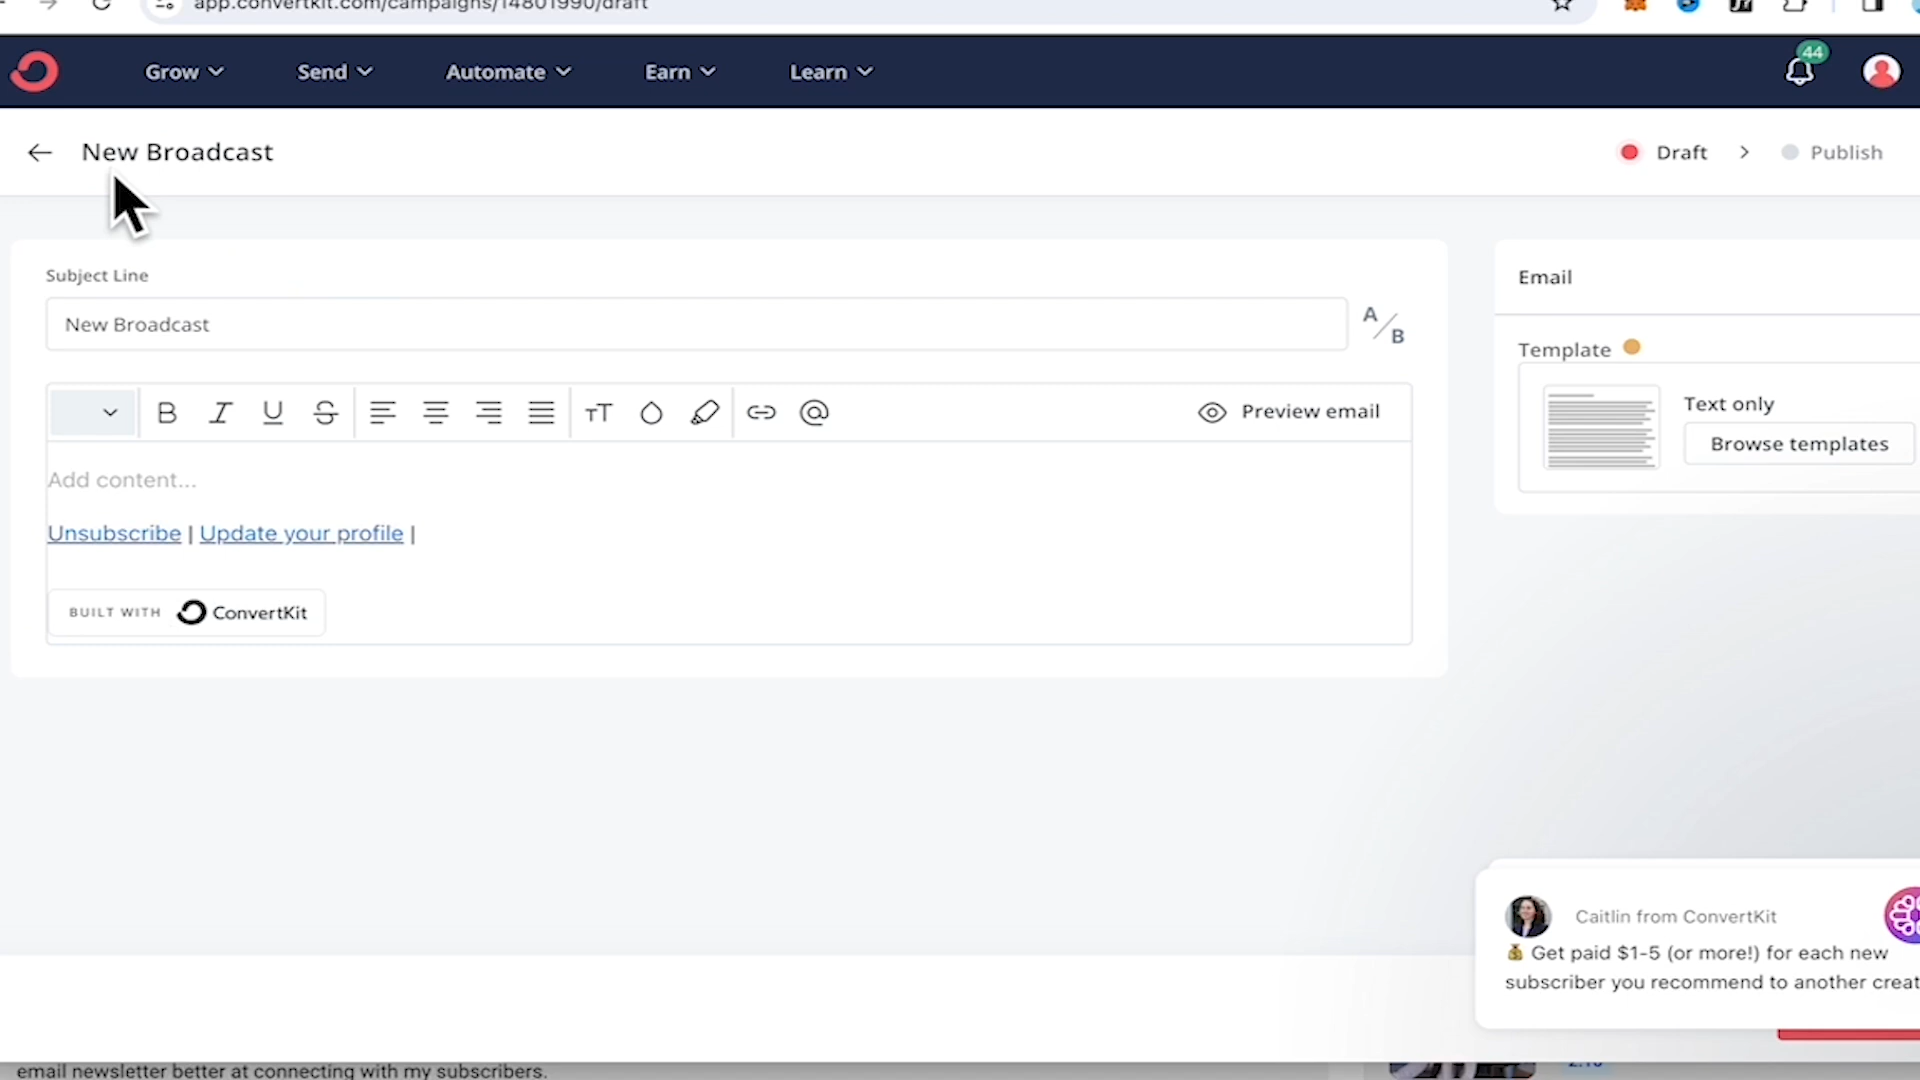 app.convertkit.com/campaigns/14801990/draft
Grow Send Automate Earn Learn 44
New Broadcast Draft Publish
Subject Line
New Broadcast A/B
B I U S TT @ Preview email
Add content...
Unsubscribe | Update your profile |
BUILT WITH ConvertKit
Email
Template
Text only
Browse templates
Caitlin from ConvertKit
💰 Get paid $1-5 (or more!) for each new
subscriber you recommend to another creat
email newsletter better at connecting with my subscribers.